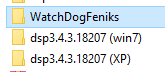 WatchDogFeniks
dsp3.4.3.18207 (win7)
dsp3.4.3.18207 (XP)